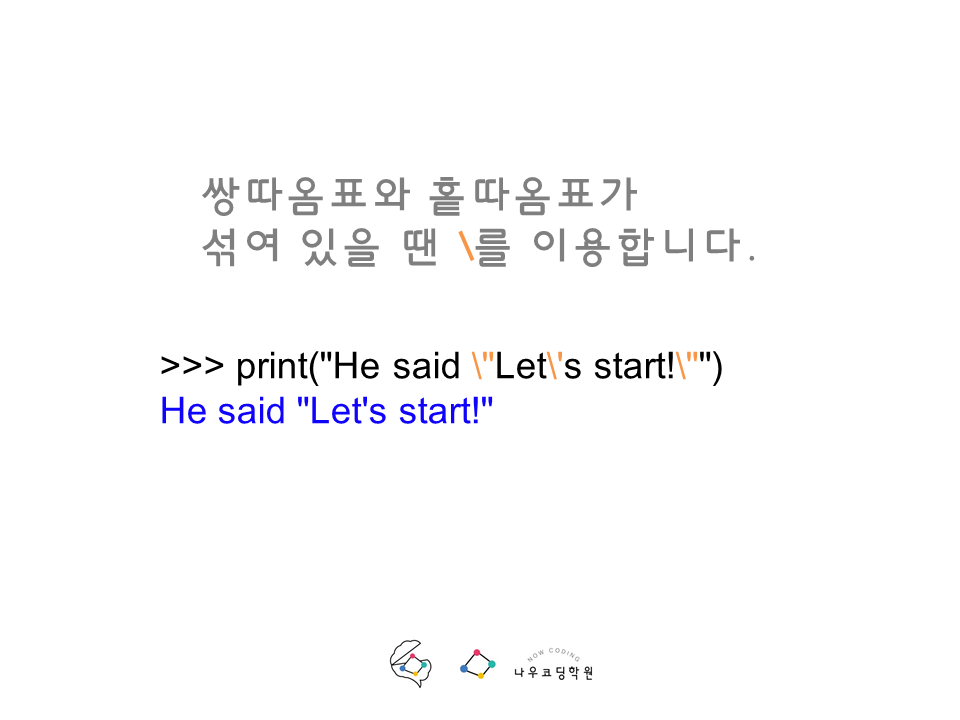 쌍따옴표와 홑따옴표가
섞여 있을 땐 \를 이용합니다.
>>> print("He said \"Let\'s start!\"")
He said "Let's start!"
NOW CODING
나우코딩학원